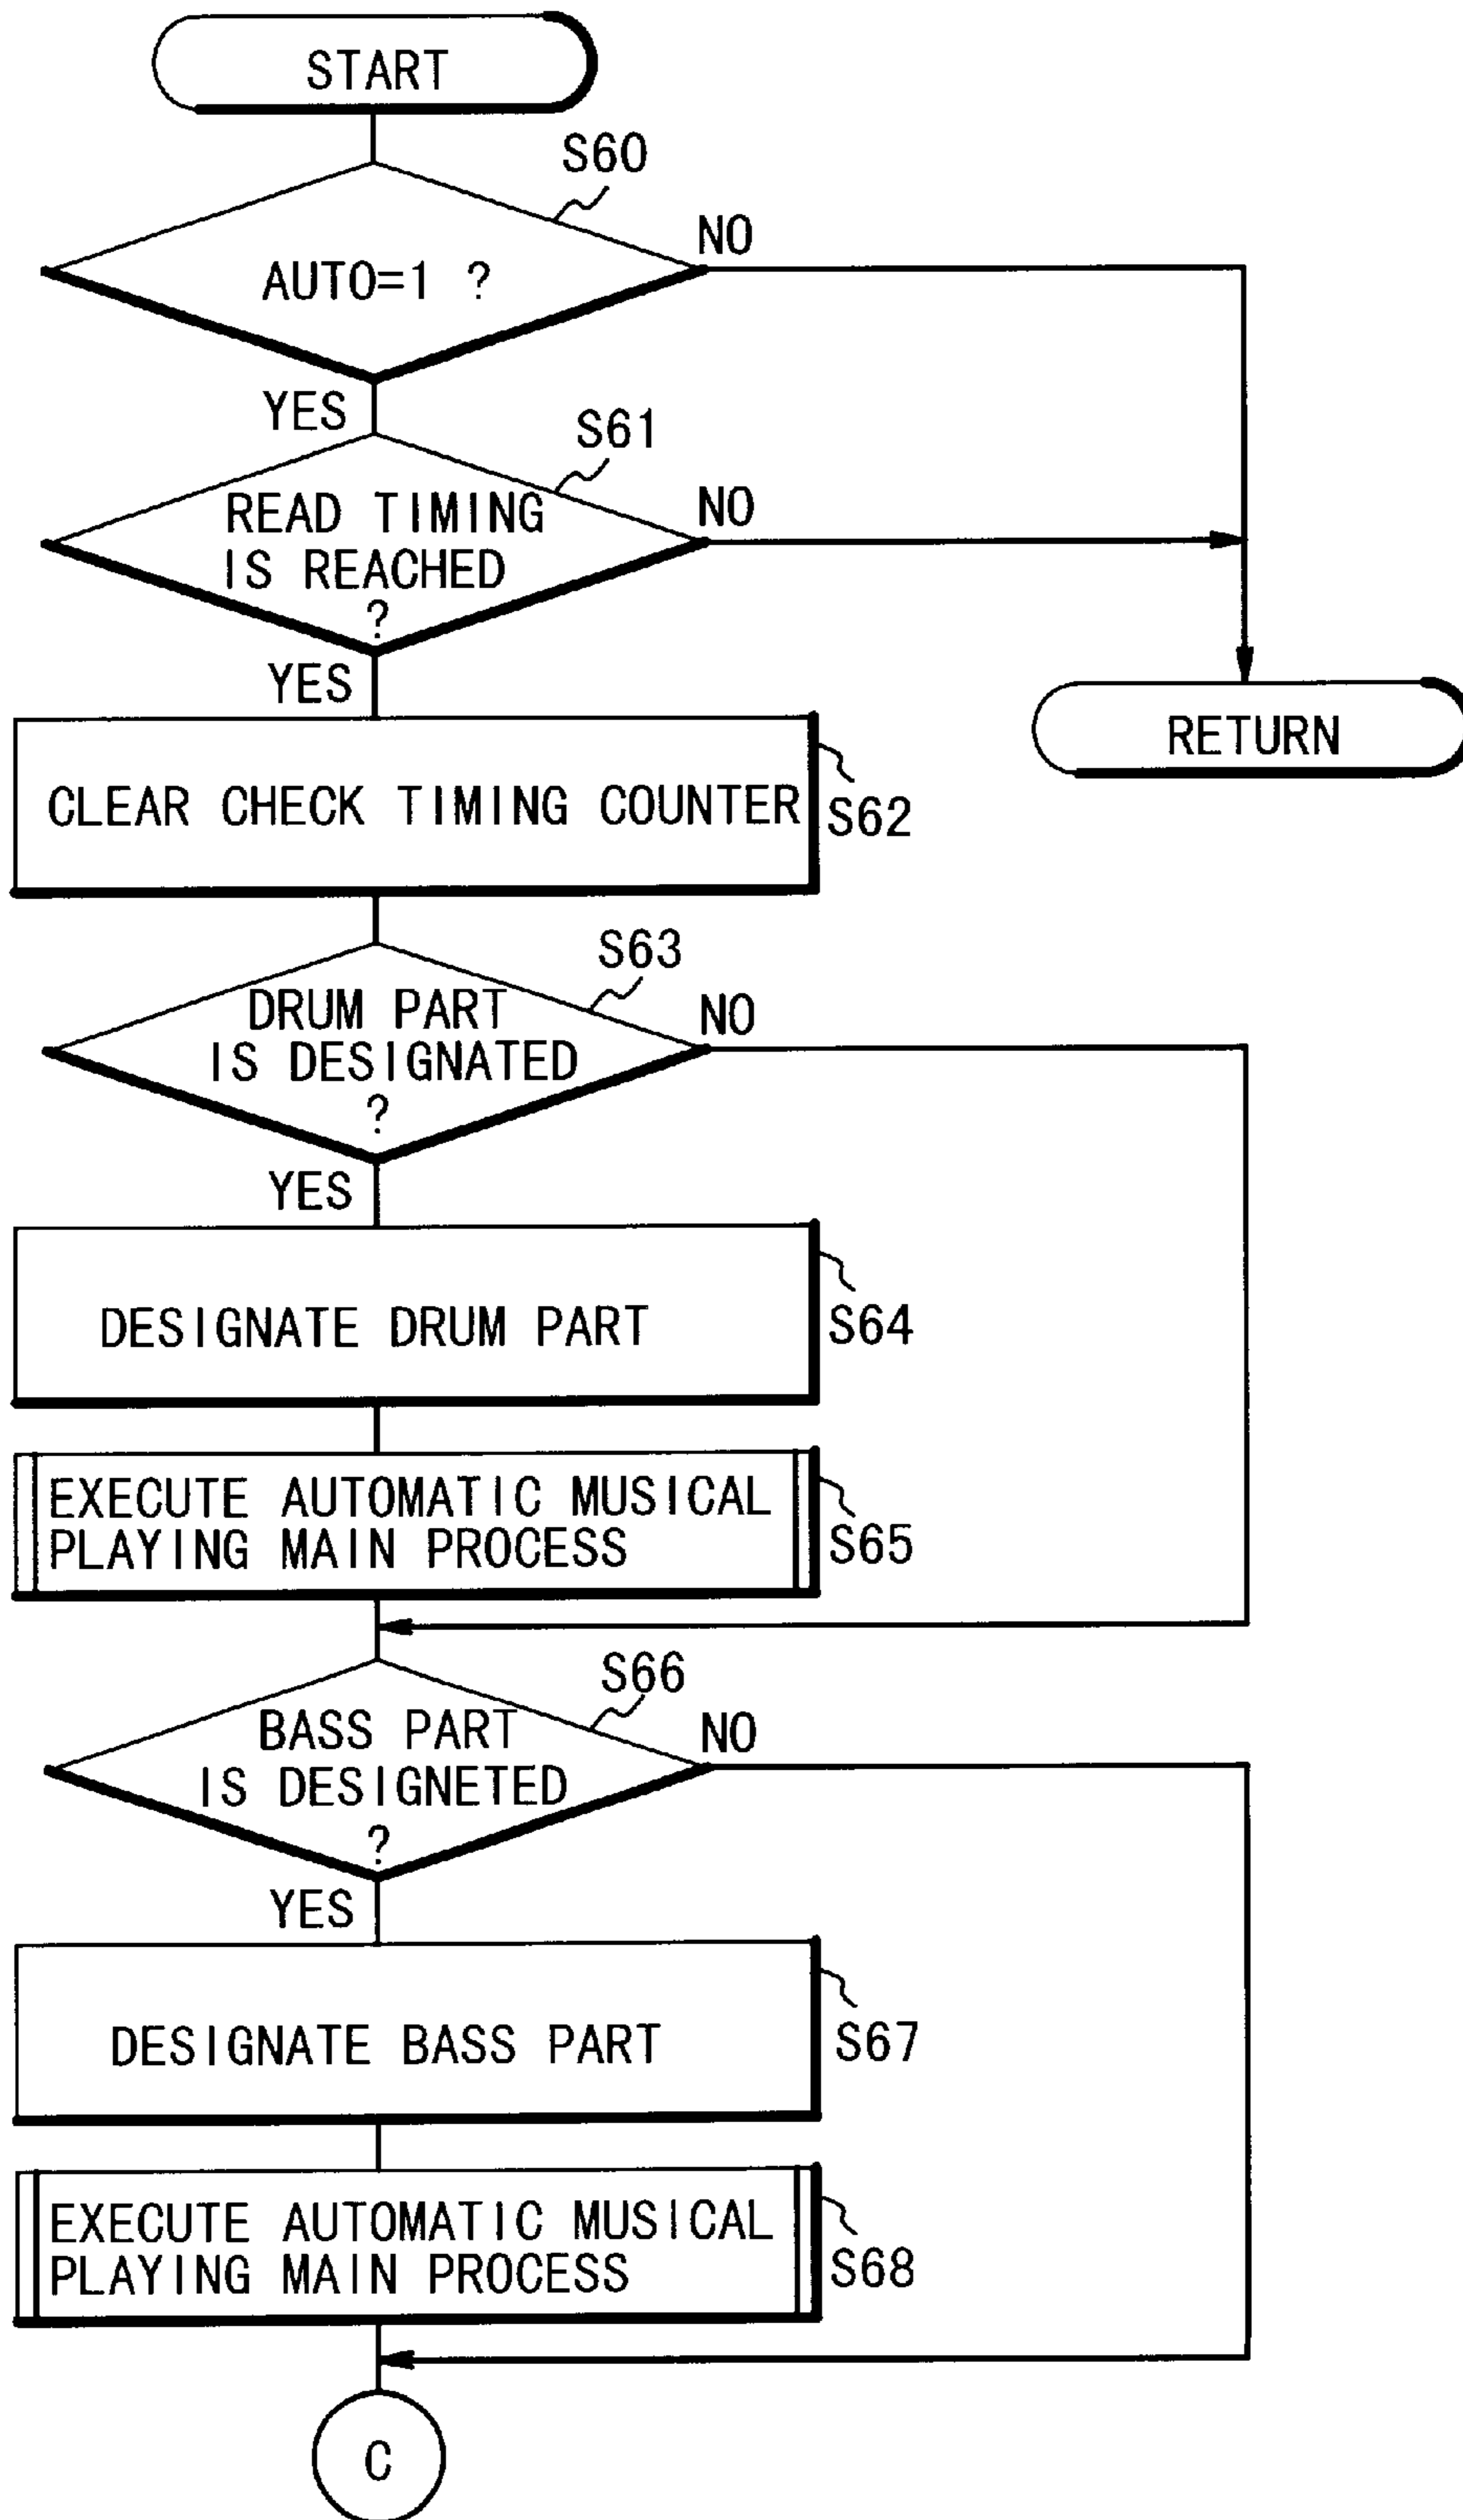 START
S60
AUTO=1 ?
NO
YES
S61
READ TIMING
IS REACHED
?
NO
YES
RETURN
CLEAR CHECK TIMING COUNTER
S62
S63
DRUM PART
IS DESIGNATED
?
NO
YES
DESIGNATE DRUM PART
S64
EXECUTE AUTOMATIC MUSICAL
PLAYING MAIN PROCESS
S65
S66
BASS PART
IS DESIGNETED
?
NO
YES
DESIGNATE BASS PART
S67
EXECUTE AUTOMATIC MUSICAL
PLAYING MAIN PROCESS
S68
C